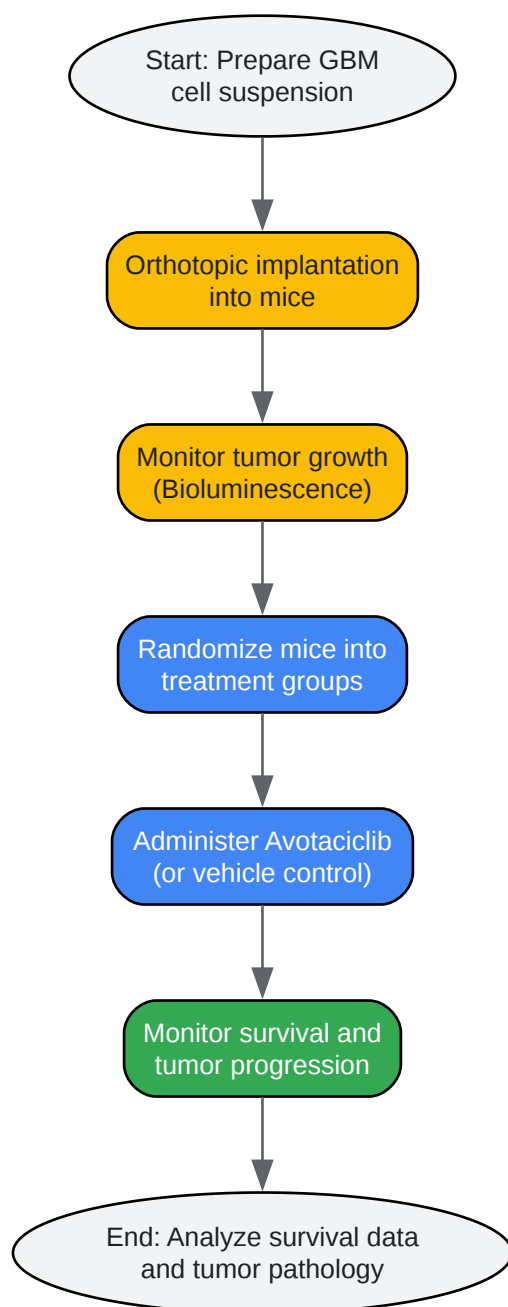 Start: Prepare GBM
cell suspension
Orthotopic implantation
into mice
Monitor tumor growth
(Bioluminescence)
Randomize mice into
treatment groups
Administer Avotaciclib
(or vehicle control)
Monitor survival and
tumor progression
End: Analyze survival data
and tumor pathology